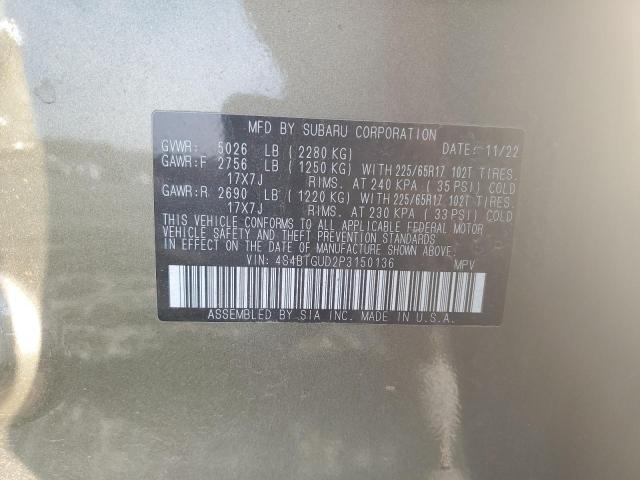 MFD BY SUBARU CORPORATION
GVWR: 5026 LB (2280 KG) DATE: 11/22
GAWR:F 2756 LB (1250 KG) WITH 225/65R17 102T TIRES.
17X7J RIMS. AT 240 KPA (35 PSI) COLD
GAWR:R 2690 LB (1220 KG) WITH 225/65R17 102T TIRES.
17X7J RIMS. AT 230 KPA (33 PSI) COLD
THIS VEHICLE CONFORMS TO ALL APPLICABLE FEDERAL MOTOR
VEHICLE SAFETY, BUMPER, AND THEFT PREVENTION STANDARDS
IN EFFECT ON THE DATE OF MANUFACTURE SHOWN ABOVE.
VIN: 4S4BTGUD2P3150136 MPV
ASSEMBLED BY SIA INC. MADE IN U.S.A.